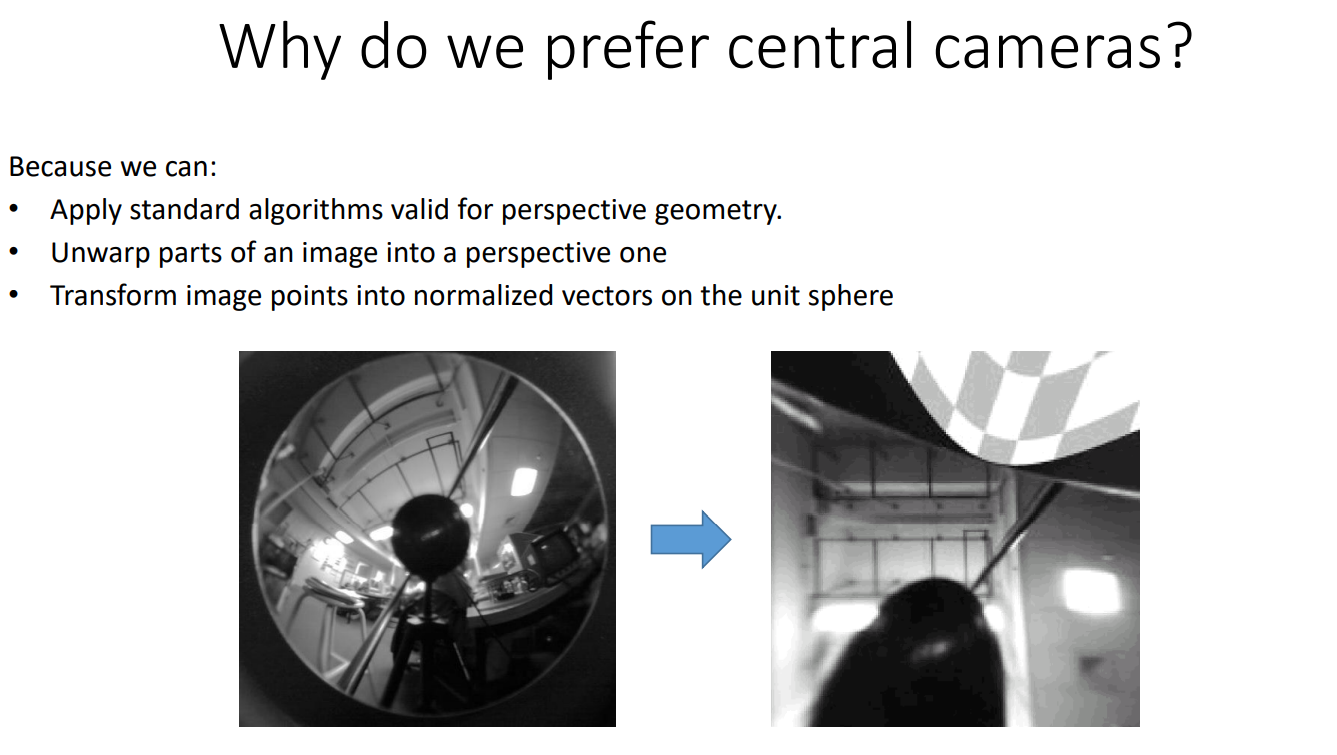 Why do we prefer central cameras?
Because we can:
• Apply standard algorithms valid for perspective geometry.
• Unwarp parts of an image into a perspective one
• Transform image points into normalized vectors on the unit sphere